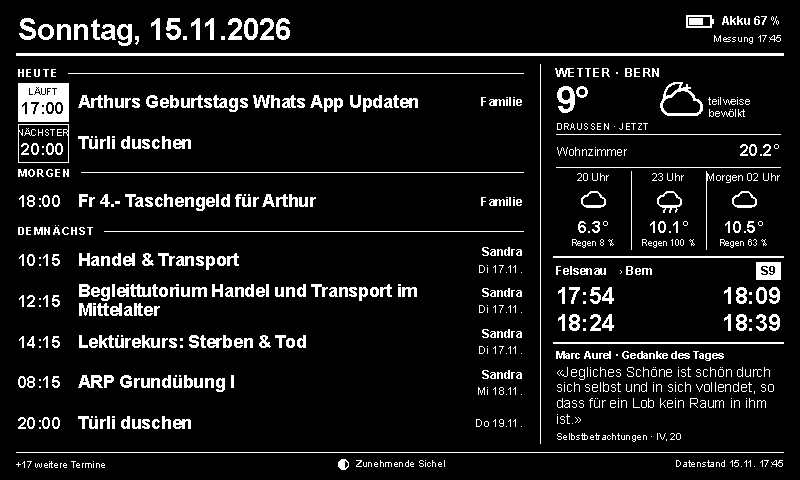 Sonntag, 15.11.2026
Akku 67 %
Messung 17:45
HEUTE
LÄUFT
17:00 Arthurs Geburtstags Whats App Updaten Familie
NÄCHSTER
20:00 Türli duschen
MORGEN
18:00 Fr 4.- Taschengeld für Arthur Familie
DEMNÄCHST
10:15 Handel & Transport Sandra
Di 17.11.
12:15 Begleittutorium Handel und Transport im Mittelalter Sandra
Di 17.11.
14:15 Lektürekurs: Sterben & Tod Sandra
Di 17.11.
08:15 ARP Grundübung I Sandra
Mi 18.11.
20:00 Türli duschen Do 19.11.
WETTER · BERN
9°
teilweise
bewölkt
DRAUSSEN · JETZT
Wohnzimmer 20.2°
20 Uhr 23 Uhr Morgen 02 Uhr
6.3° 10.1° 10.5°
Regen 8 % Regen 100 % Regen 63 %
Felsenau › Bern S9
17:54 18:09
18:24 18:39
Marc Aurel · Gedanke des Tages
«Jegliches Schöne ist schön durch
sich selbst und in sich vollendet, so
dass für ein Lob kein Raum in ihm
ist.»
Selbstbetrachtungen · IV, 20
+17 weitere Termine
Zunehmende Sichel
Datenstand 15.11. 17:45